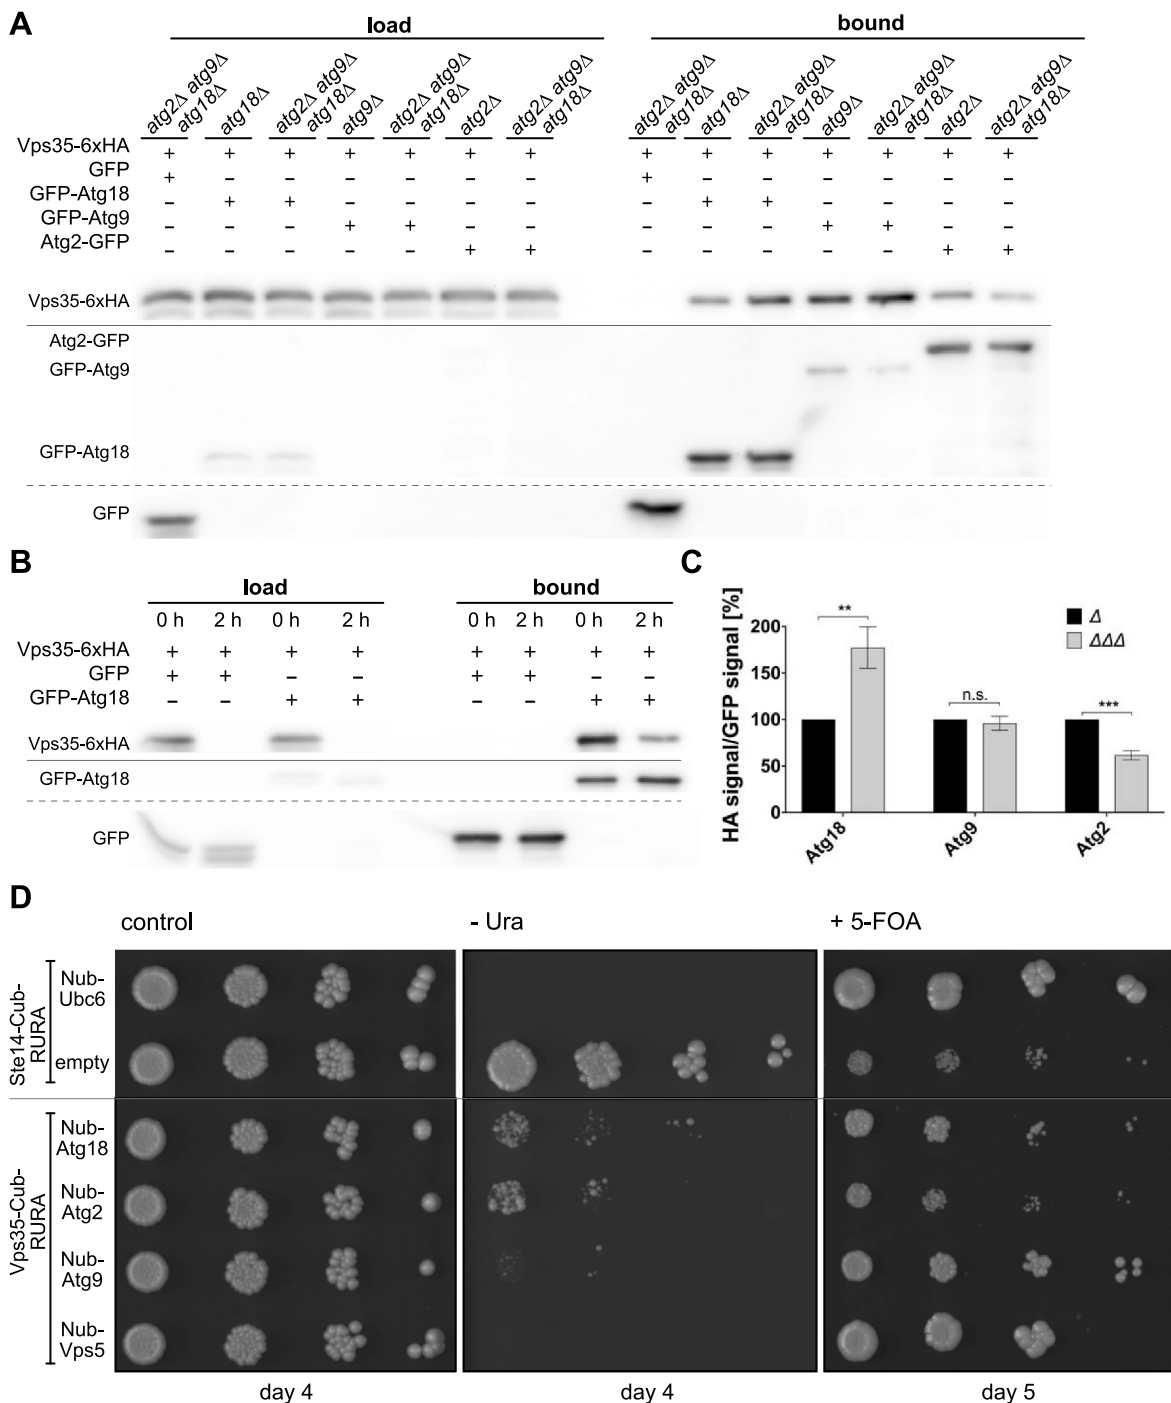 A
load bound
atg2Δ atg9Δ atg18Δ atg18Δ atg2Δ atg9Δ atg18Δ atg9Δ atg2Δ atg9Δ atg18Δ atg2Δ atg2Δ atg9Δ atg18Δ atg2Δ atg9Δ atg18Δ atg18Δ atg2Δ atg9Δ atg18Δ atg9Δ atg2Δ atg9Δ atg18Δ atg2Δ atg2Δ atg9Δ atg18Δ
Vps35-6xHA + + + + + + + + + + + + + +
GFP + – – – – – – + – – – – – –
GFP-Atg18 – + + – – – – – + + – – – –
GFP-Atg9 – – – + + – – – – – + + – –
Atg2-GFP – – – – – + + – – – – – + +
Vps35-6xHA
Atg2-GFP
GFP-Atg9
GFP-Atg18
GFP
B
load bound
0 h 2 h 0 h 2 h 0 h 2 h 0 h 2 h
Vps35-6xHA + + + + + + + +
GFP + + – – + + – –
GFP-Atg18 – – + + – – + +
Vps35-6xHA
GFP-Atg18
GFP
C
HA signal/GFP signal [%]
200
150
100
50
0
** n.s. ***
Δ
ΔΔΔ
Atg18 Atg9 Atg2
D
control - Ura + 5-FOA
Ste14-Cub-
RURA
Nub-
Ubc6
empty
Vps35-Cub-
RURA
Nub-
Atg18
Nub-
Atg2
Nub-
Atg9
Nub-
Vps5
day 4 day 4 day 5